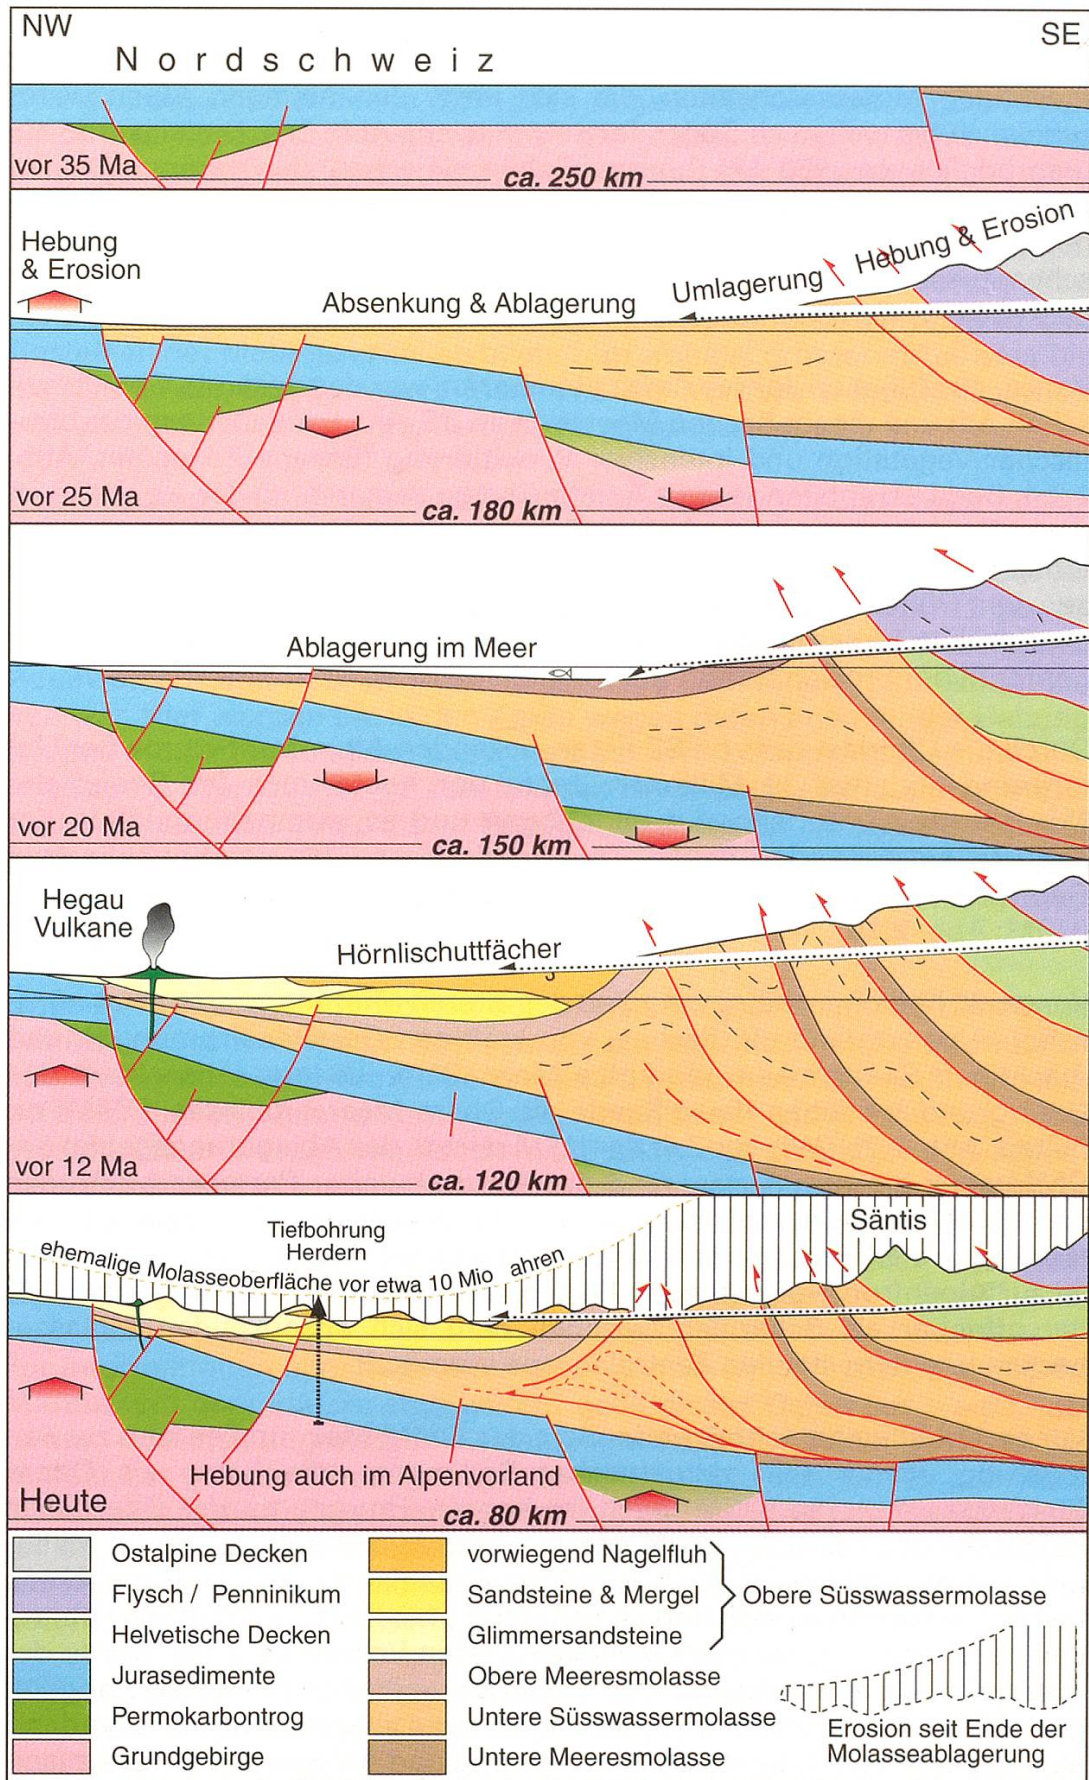 NW
SE
Nordschweiz
vor 35 Ma
ca. 250 km
Hebung
& Erosion
Absenkung & Ablagerung
Umlagerung
Hebung & Erosion
vor 25 Ma
ca. 180 km
Ablagerung im Meer
vor 20 Ma
ca. 150 km
Hegau
Vulkane
Hörnlischuttfächer
vor 12 Ma
ca. 120 km
Tiefbohrung
Herdern
Säntis
ehemalige Molasseoberfläche vor etwa 10 Mio ahren
Hebung auch im Alpenvorland
Heute
ca. 80 km
Ostalpine Decken
Flysch / Penninikum
Helvetische Decken
Jurasedimente
Permokarbontrog
Grundgebirge
vorwiegend Nagelfluh
Sandsteine & Mergel
Glimmersandsteine
Obere Süsswassermolasse
Obere Meeresmolasse
Untere Süsswassermolasse
Untere Meeresmolasse
Erosion seit Ende der
Molasseablagerung